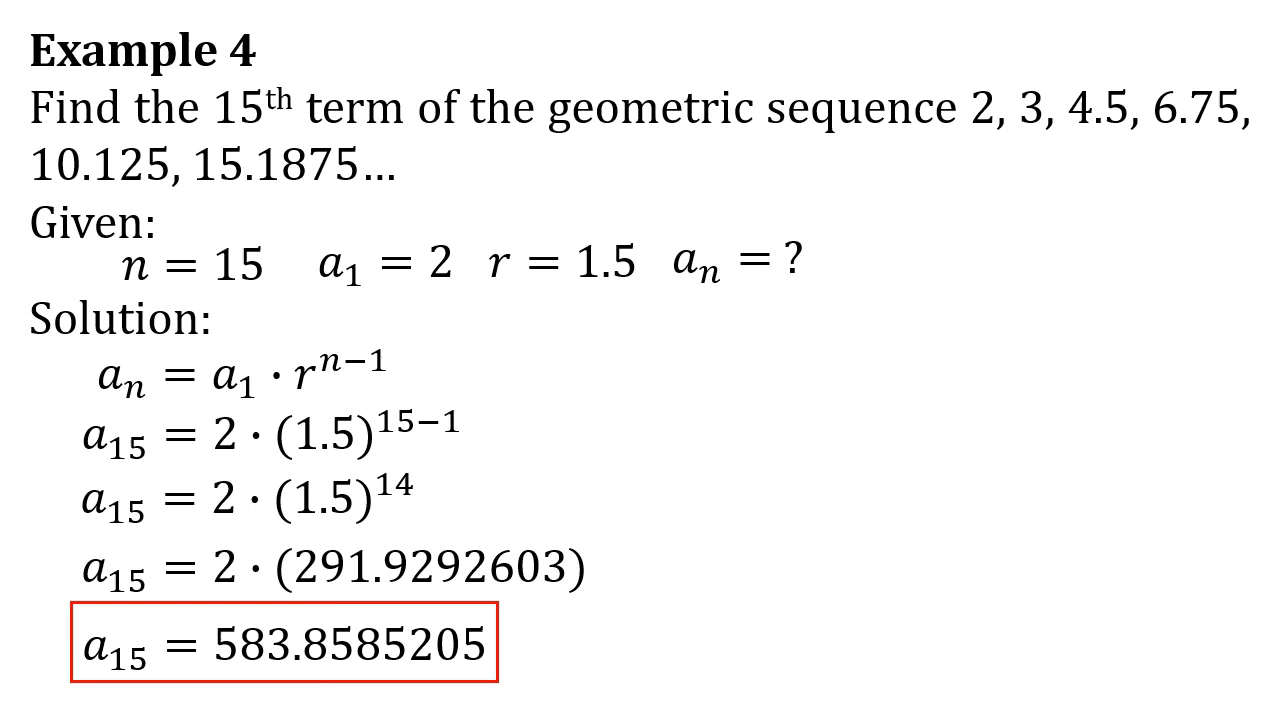 Example 4
Find the 15ᵗʰ term of the geometric sequence 2, 3, 4.5, 6.75,
10.125, 15.1875…
Given:
n = 15 a₁ = 2 r = 1.5 aₙ = ?
Solution:
aₙ = a₁ · rⁿ⁻¹
a₁₅ = 2 · (1.5)¹⁵⁻¹
a₁₅ = 2 · (1.5)¹⁴
a₁₅ = 2 · (291.9292603)
a₁₅ = 583.8585205